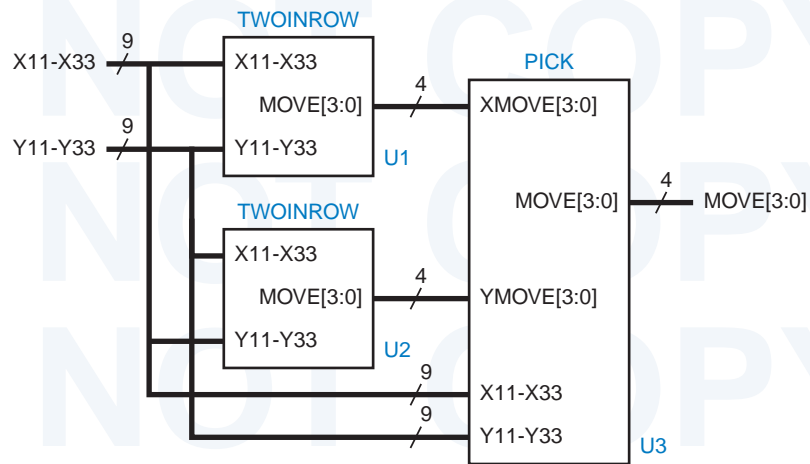 TWOINROW
9
X11-X33
X11-X33
MOVE[3:0]
4
9
Y11-Y33
Y11-Y33
U1
TWOINROW
X11-X33
MOVE[3:0]
4
Y11-Y33
U2
PICK
XMOVE[3:0]
MOVE[3:0]
4
MOVE[3:0]
YMOVE[3:0]
9
X11-X33
9
Y11-Y33
U3
NOT COPY
NOT COPY
NOT COPY